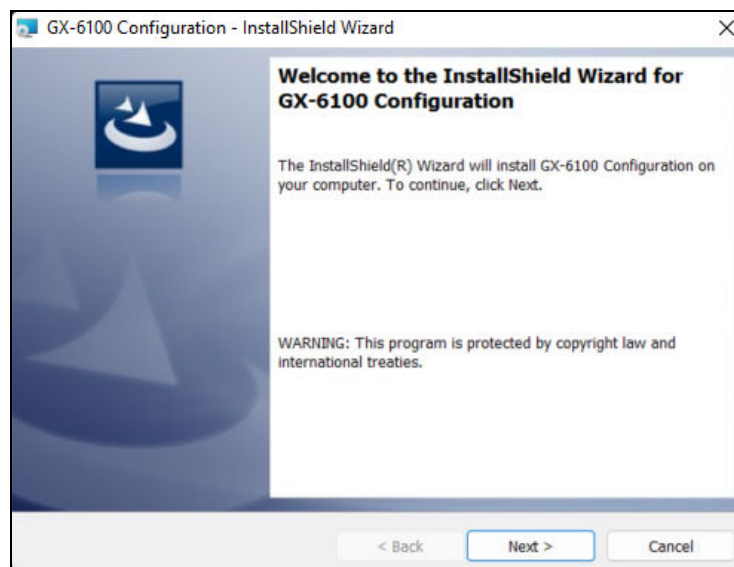 GX-6100 Configuration - InstallShield Wizard
Welcome to the InstallShield Wizard for
GX-6100 Configuration
The InstallShield(R) Wizard will install GX-6100 Configuration on
your computer. To continue, click Next.
WARNING: This program is protected by copyright law and
international treaties.
< Back Next > Cancel